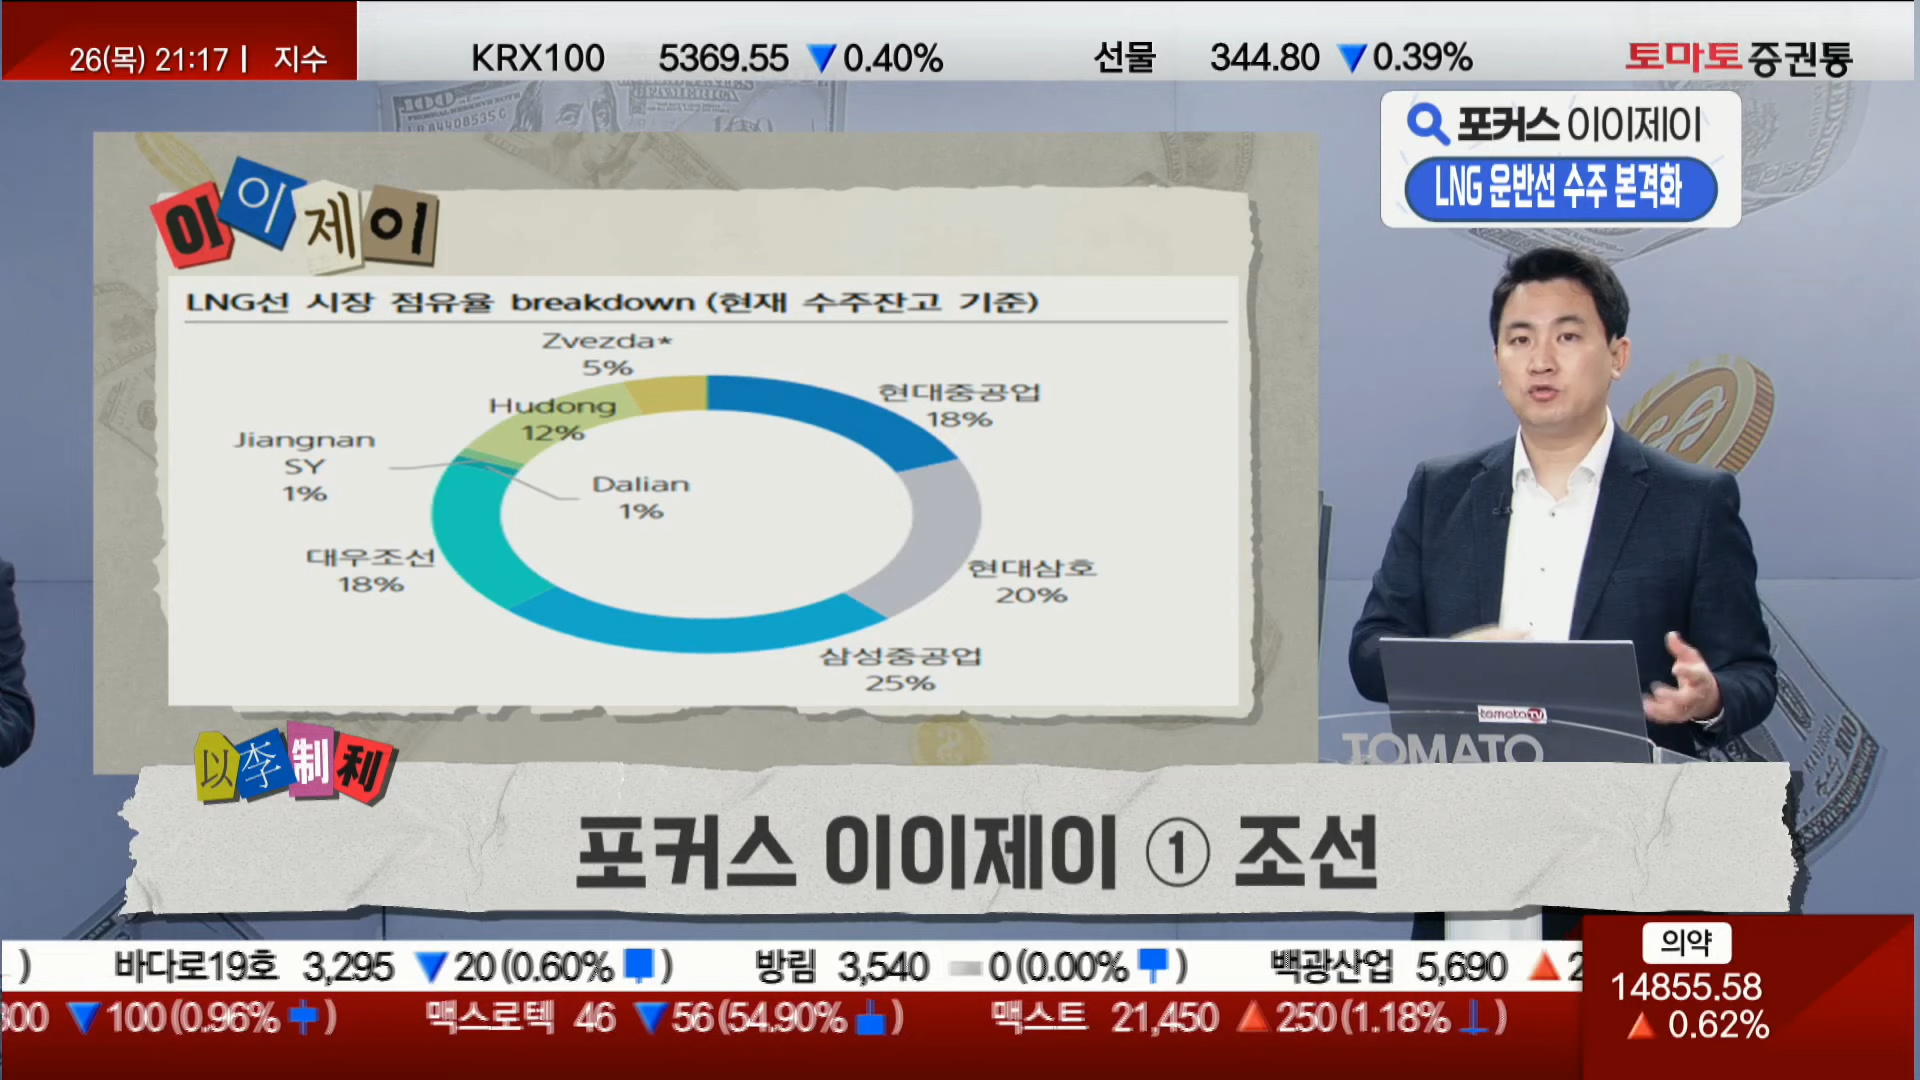 26(목) 21:17 | 지수 KRX100 5369.55 ▼0.40% 선물 344.80 ▼0.39% 토마토증권통
포커스 이이제이
LNG 운반선 수주 본격화
이이제이
LNG선 시장 점유율 breakdown (현재 수주잔고 기준)
Zvezda*
5%
현대중공업
18%
Hudong
12%
Jiangnan
SY
1%
Dalian
1%
대우조선
18%
현대삼호
20%
삼성중공업
25%
tomatoTV
TOMATO
以李制利
포커스 이이제이 ① 조선
) 바다로19호 3,295 ▼20(0.60% ) 방림 3,540 0(0.00% ) 백광산업 5,690 ▲2
의약
14855.58
▲ 0.62%
300 ▼100(0.96% ) 맥스로텍 46 ▼56(54.90% ) 맥스트 21,450 ▲250(1.18% )